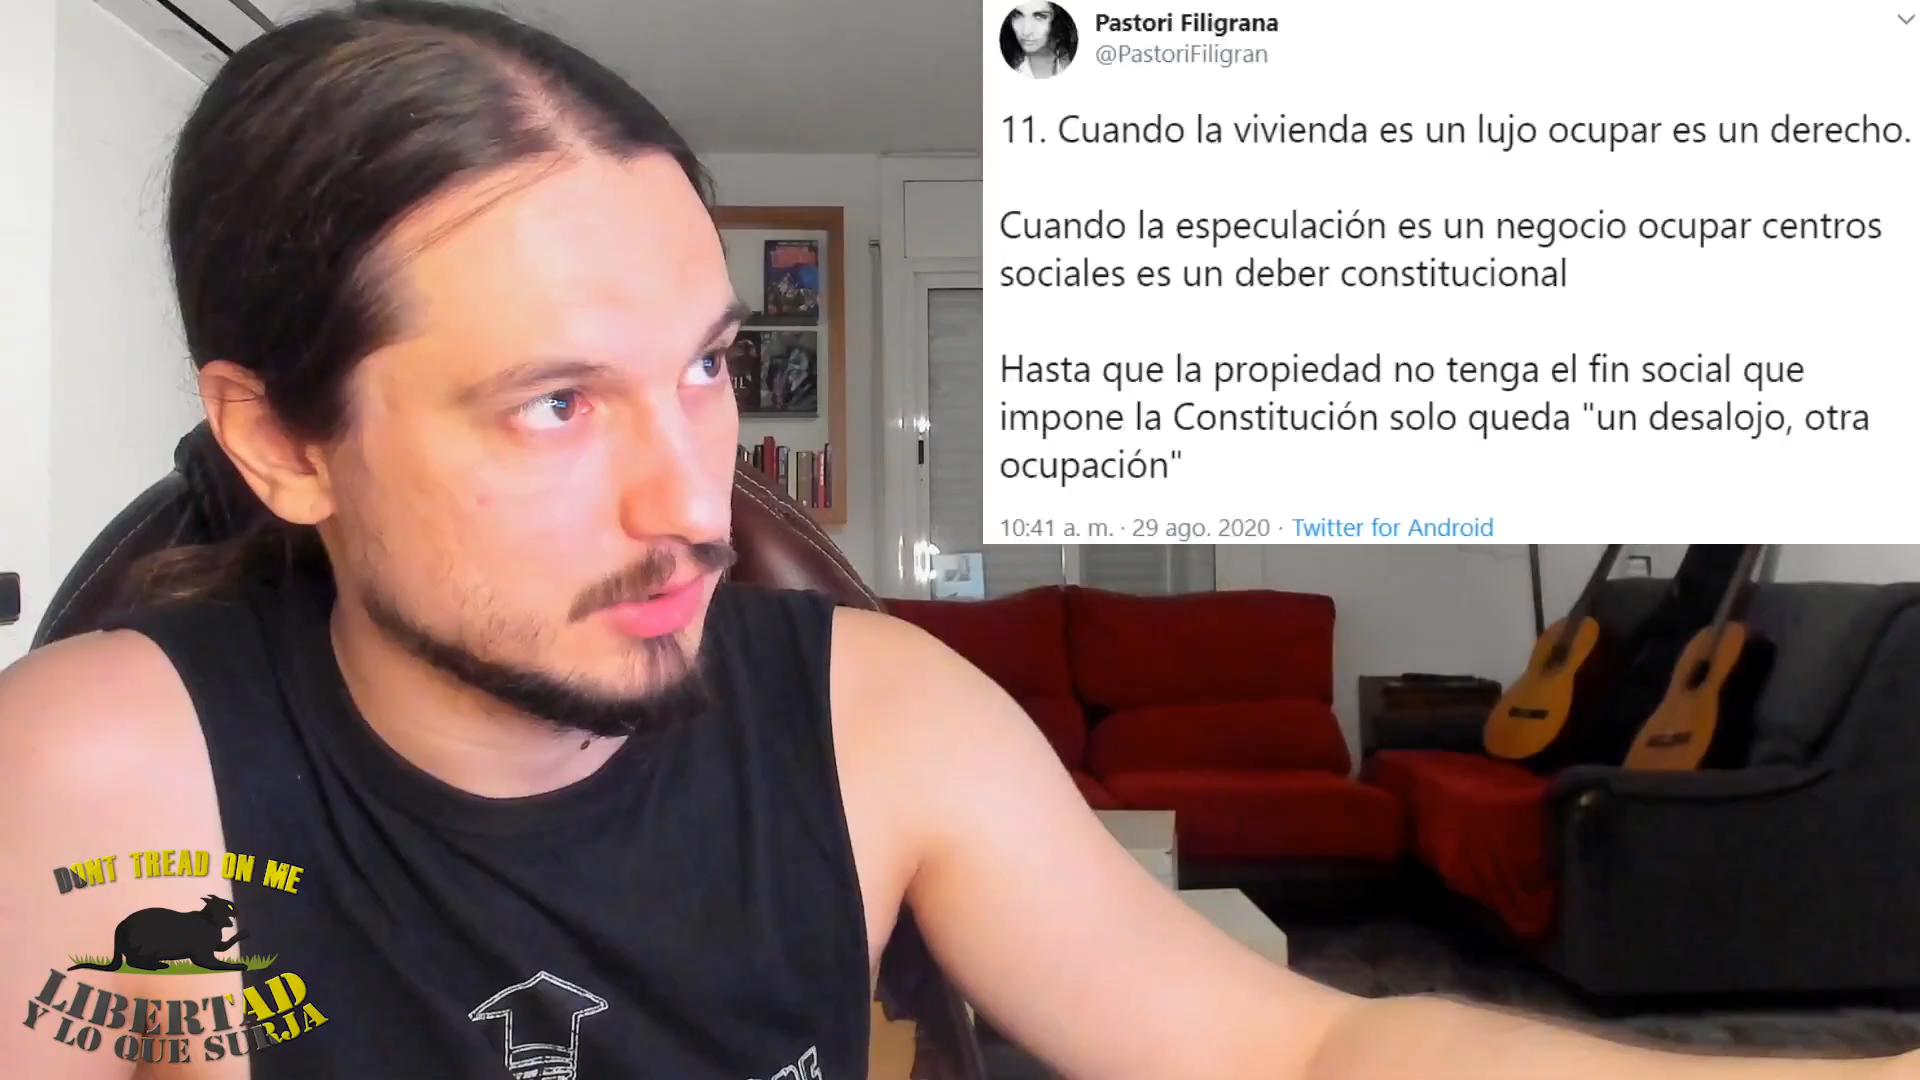 Pastori Filigrana
@PastoriFiligran
11. Cuando la vivienda es un lujo ocupar es un derecho.
Cuando la especulación es un negocio ocupar centros
sociales es un deber constitucional
Hasta que la propiedad no tenga el fin social que
impone la Constitución solo queda "un desalojo, otra
ocupación"
10:41 a. m. · 29 ago. 2020 · Twitter for Android
DONT TREAD ON ME
LIBERTAD
Y LO QUE SURJA